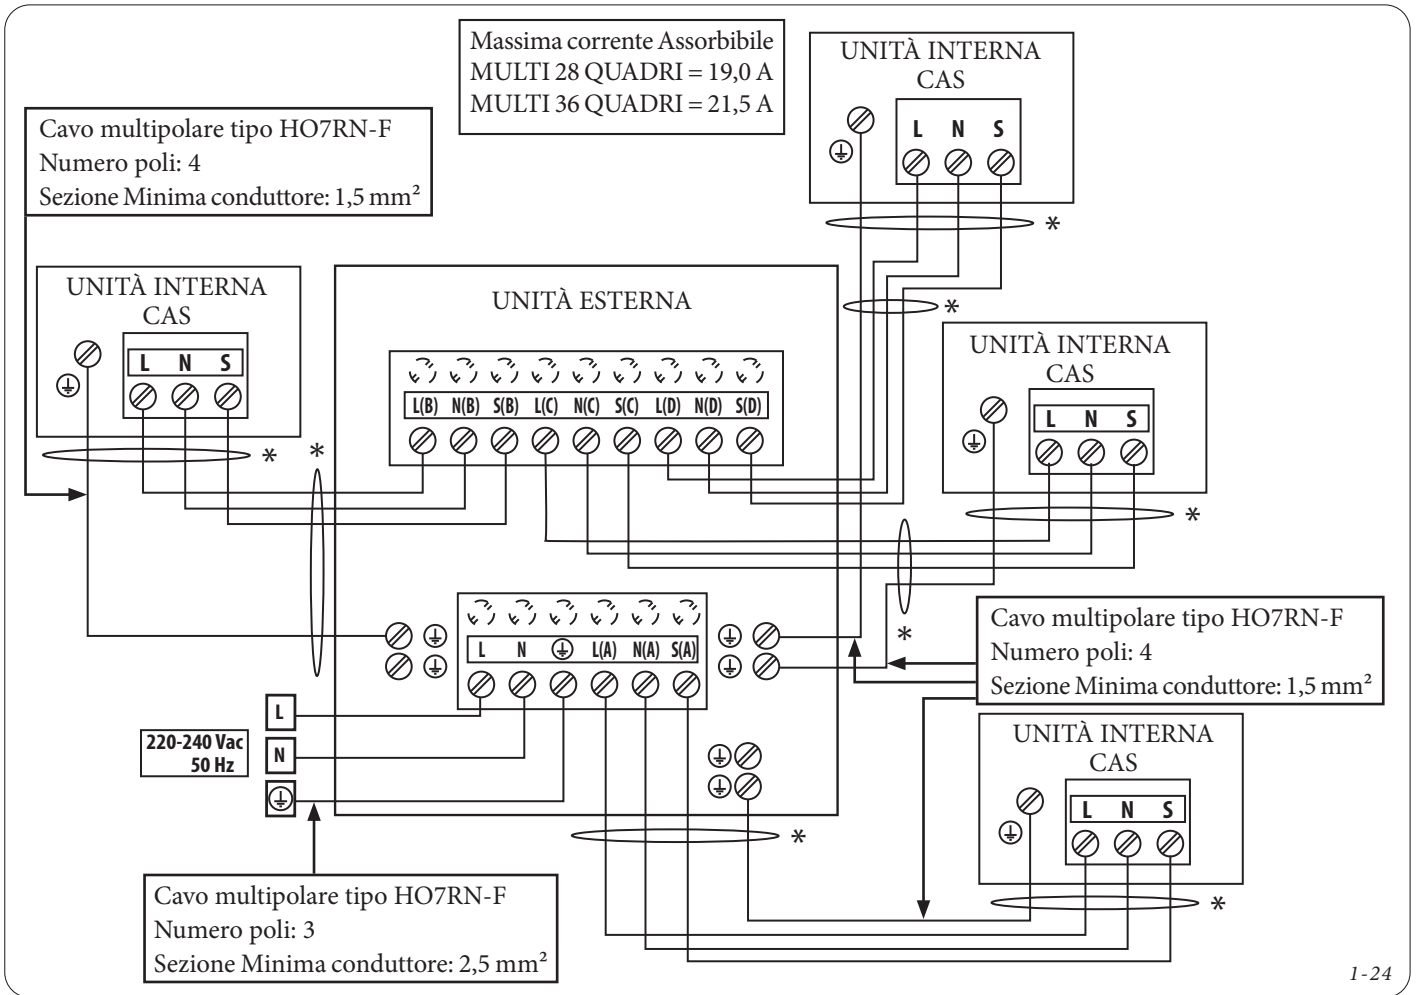 Massima corrente Assorbibile
MULTI 28 QUADRI = 19,0 A
MULTI 36 QUADRI = 21,5 A
UNITÀ INTERNA
CAS
L N S
*
*
Cavo multipolare tipo HO7RN-F
Numero poli: 4
Sezione Minima conduttore: 1,5 mm²
UNITÀ INTERNA
CAS
L N S
*
*
UNITÀ ESTERNA
L(B) N(B) S(B) L(C) N(C) S(C) L(D) N(D) S(D)
UNITÀ INTERNA
CAS
L N S
*
*
L N L(A) N(A) S(A)
Cavo multipolare tipo HO7RN-F
Numero poli: 4
Sezione Minima conduttore: 1,5 mm²
L
220-240 Vac
50 Hz
N
*
UNITÀ INTERNA
CAS
L N S
*
Cavo multipolare tipo HO7RN-F
Numero poli: 3
Sezione Minima conduttore: 2,5 mm²
1-24